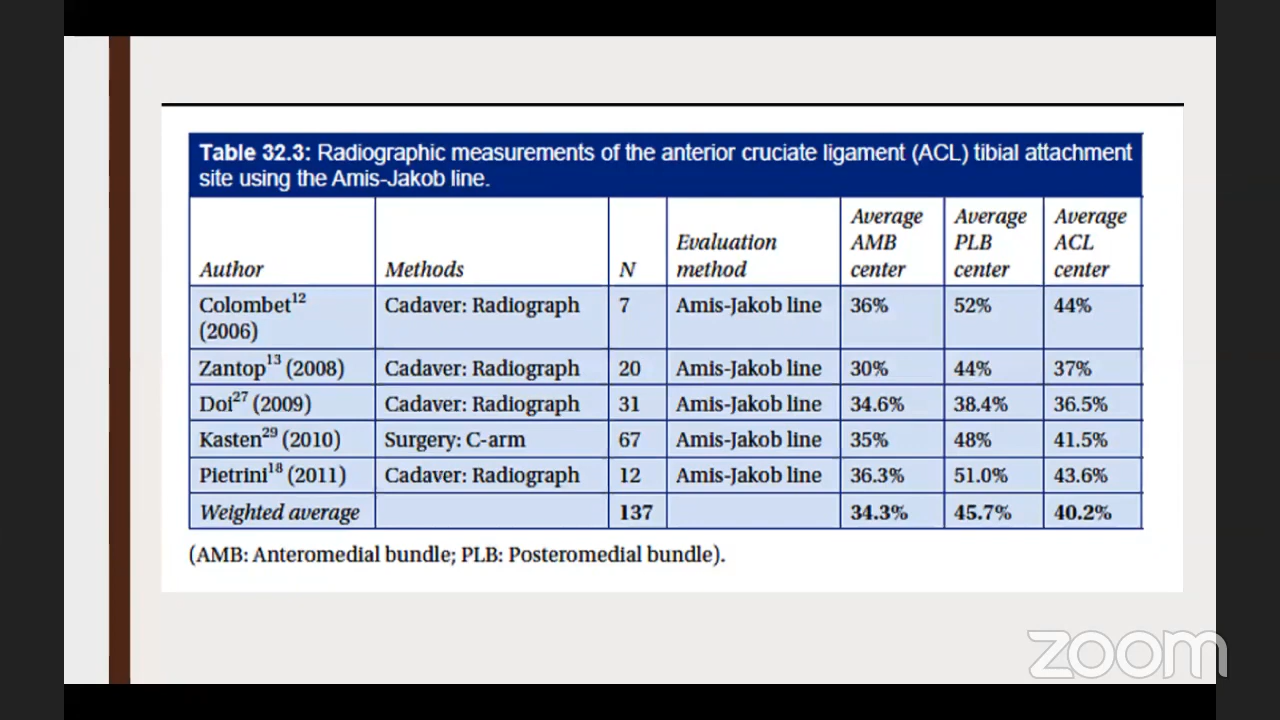 Table 32.3: Radiographic measurements of the anterior cruciate ligament (ACL) tibial attachment
site using the Amis-Jakob line.
Author Methods N Evaluation method Average AMB center Average PLB center Average ACL center
Colombet12 (2006) Cadaver: Radiograph 7 Amis-Jakob line 36% 52% 44%
Zantop13 (2008) Cadaver: Radiograph 20 Amis-Jakob line 30% 44% 37%
Doi27 (2009) Cadaver: Radiograph 31 Amis-Jakob line 34.6% 38.4% 36.5%
Kasten29 (2010) Surgery: C-arm 67 Amis-Jakob line 35% 48% 41.5%
Pietrini18 (2011) Cadaver: Radiograph 12 Amis-Jakob line 36.3% 51.0% 43.6%
Weighted average 137 34.3% 45.7% 40.2%
(AMB: Anteromedial bundle; PLB: Posteromedial bundle).
zoom